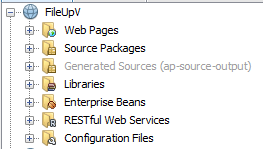 FileUpV
Web Pages
Source Packages
Generated Sources (ap-source-output)
Libraries
Enterprise Beans
RESTful Web Services
Configuration Files